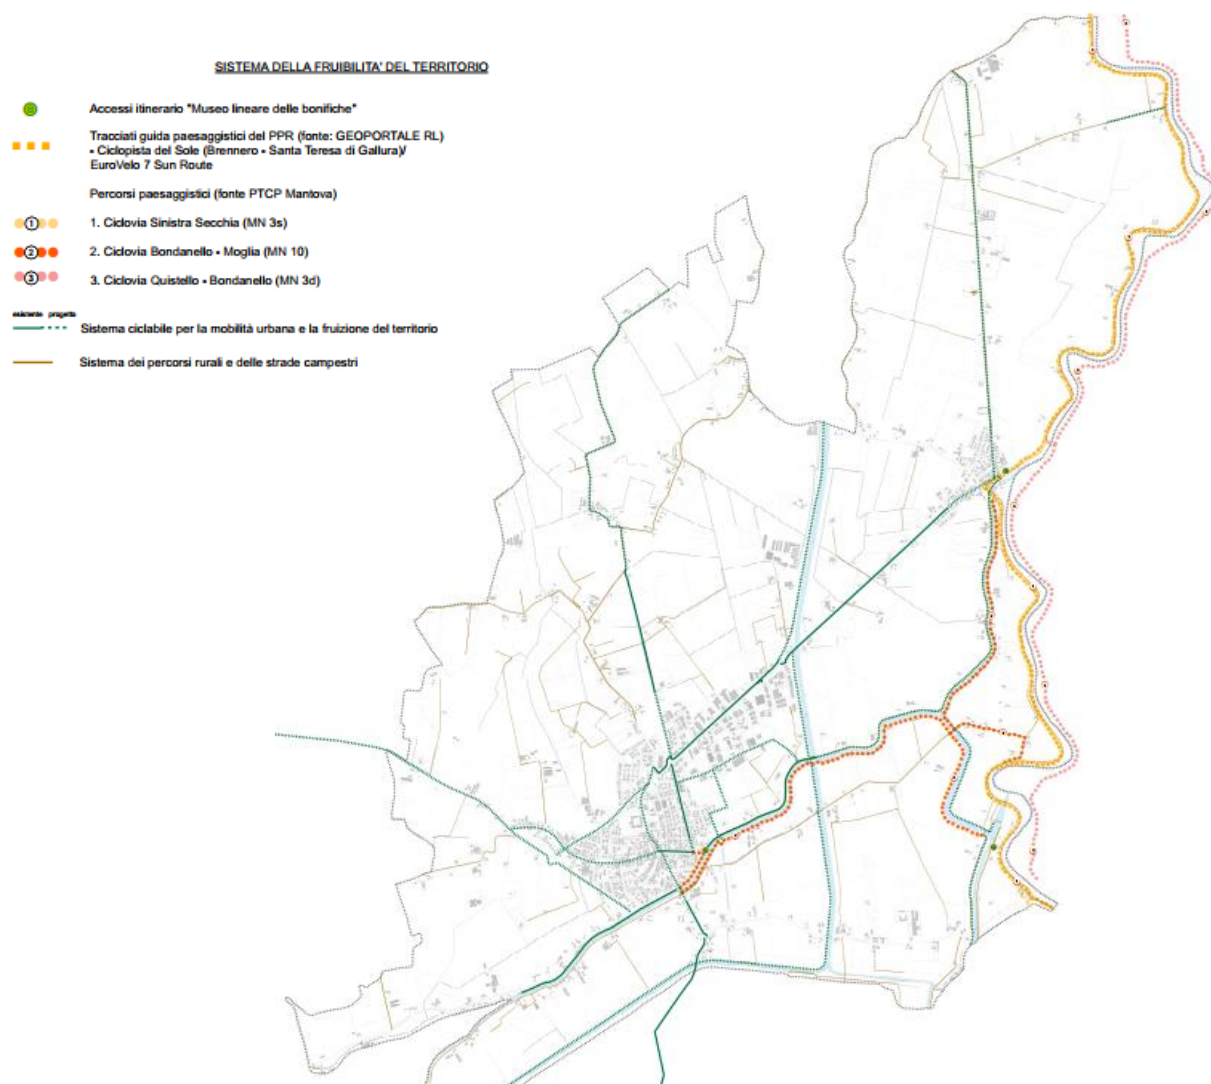 SISTEMA DELLA FRUIBILITA' DEL TERRITORIO
Accessi itinerario "Museo lineare delle bonifiche"
Tracciati guida paesaggistici del PPR (fonte: GEOPORTALE RL)
- Ciclopista del Sole (Brennero - Santa Teresa di Gallura)/
EuroVelo 7 Sun Route
Percorsi paesaggistici (fonte PTCP Mantova)
1 1. Ciclovia Sinistra Secchia (MN 3s)
2 2. Ciclovia Bondanello - Moglia (MN 10)
3 3. Ciclovia Quistello - Bondanello (MN 3d)
esistente progetto
Sistema ciclabile per la mobilità urbana e la fruizione del territorio
Sistema dei percorsi rurali e delle strade campestri